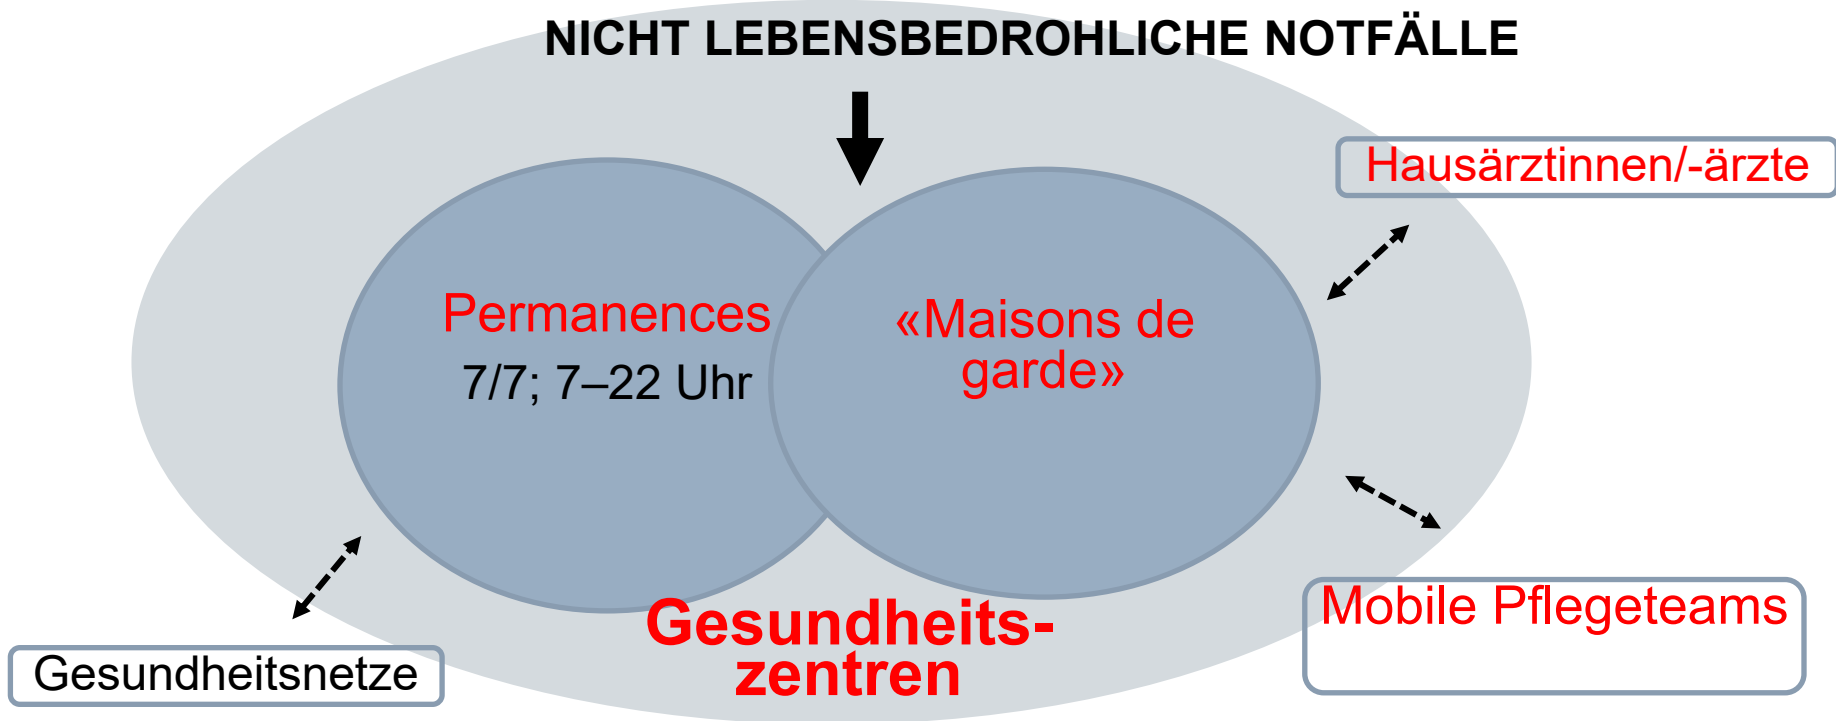 NICHT LEBENSBEDROHLICHE NOTFÄLLE
Hausärztinnen/-ärzte
Permanences
7/7; 7–22 Uhr
«Maisons de
garde»
Gesundheits-
zentren
Mobile Pflegeteams
Gesundheitsnetze